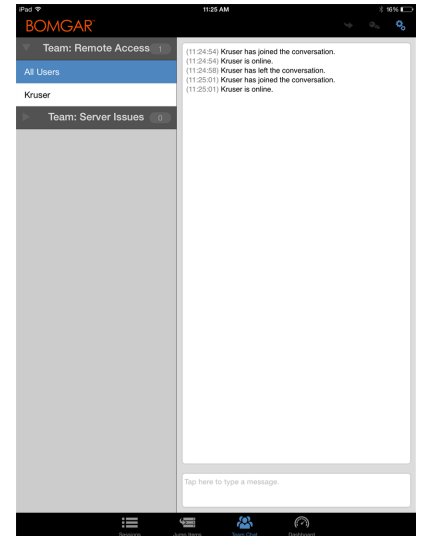 iPad 11:25 AM 16%
BOMGAR
Team: Remote Access 1
All Users
Kruser
Team: Server Issues 0
(11:24:54) Kruser has joined the conversation.
(11:24:54) Kruser is online.
(11:24:58) Kruser has left the conversation.
(11:25:01) Kruser has joined the conversation.
(11:25:01) Kruser is online.
Tap here to type a message.
Sessions Jump Items Team Chat Dashboard